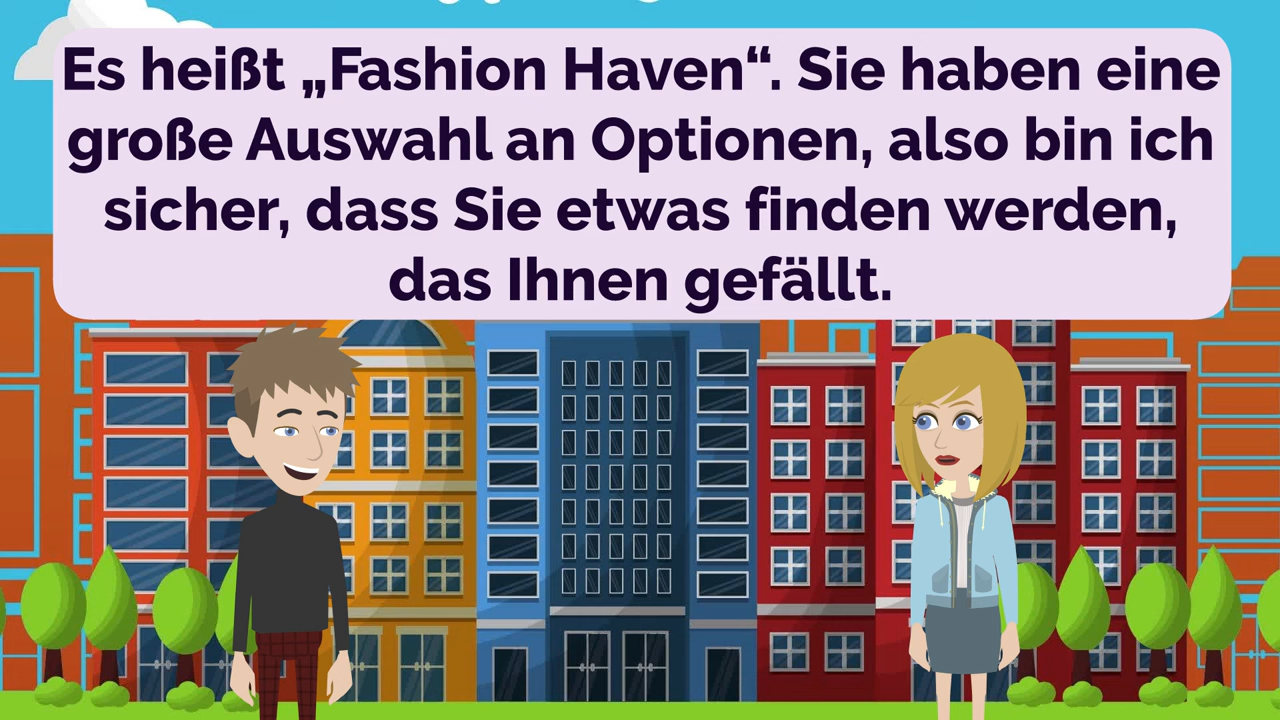 Es heißt „Fashion Haven“. Sie haben eine
große Auswahl an Optionen, also bin ich
sicher, dass Sie etwas finden werden,
das Ihnen gefällt.